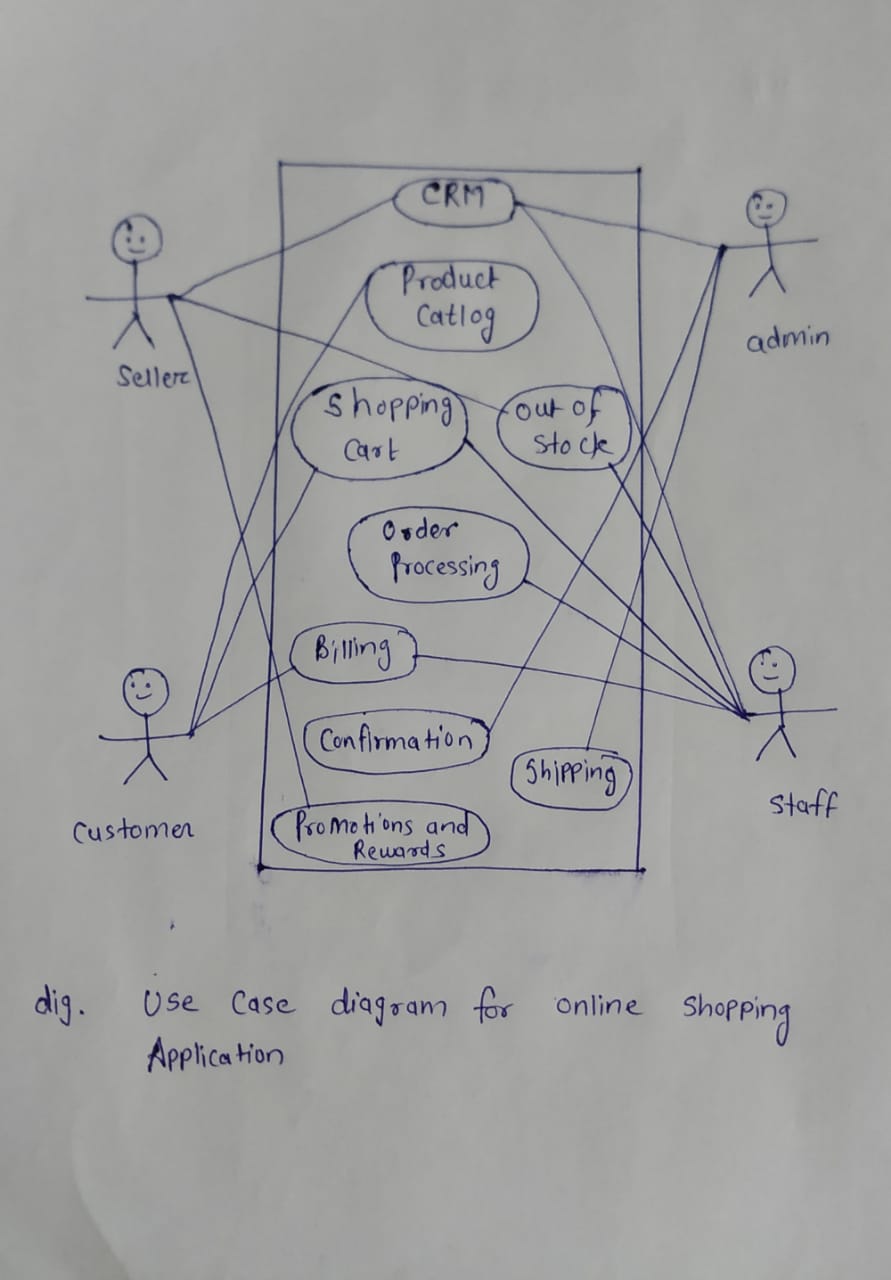 CRM
Product
Catlog
Seller
admin
Shopping
Cart
out of
Stock
Order
Processing
Billing
Confirmation
Shipping
Customer
Staff
Promotions and
Rewards
dig. Use Case diagram for online shopping
Application